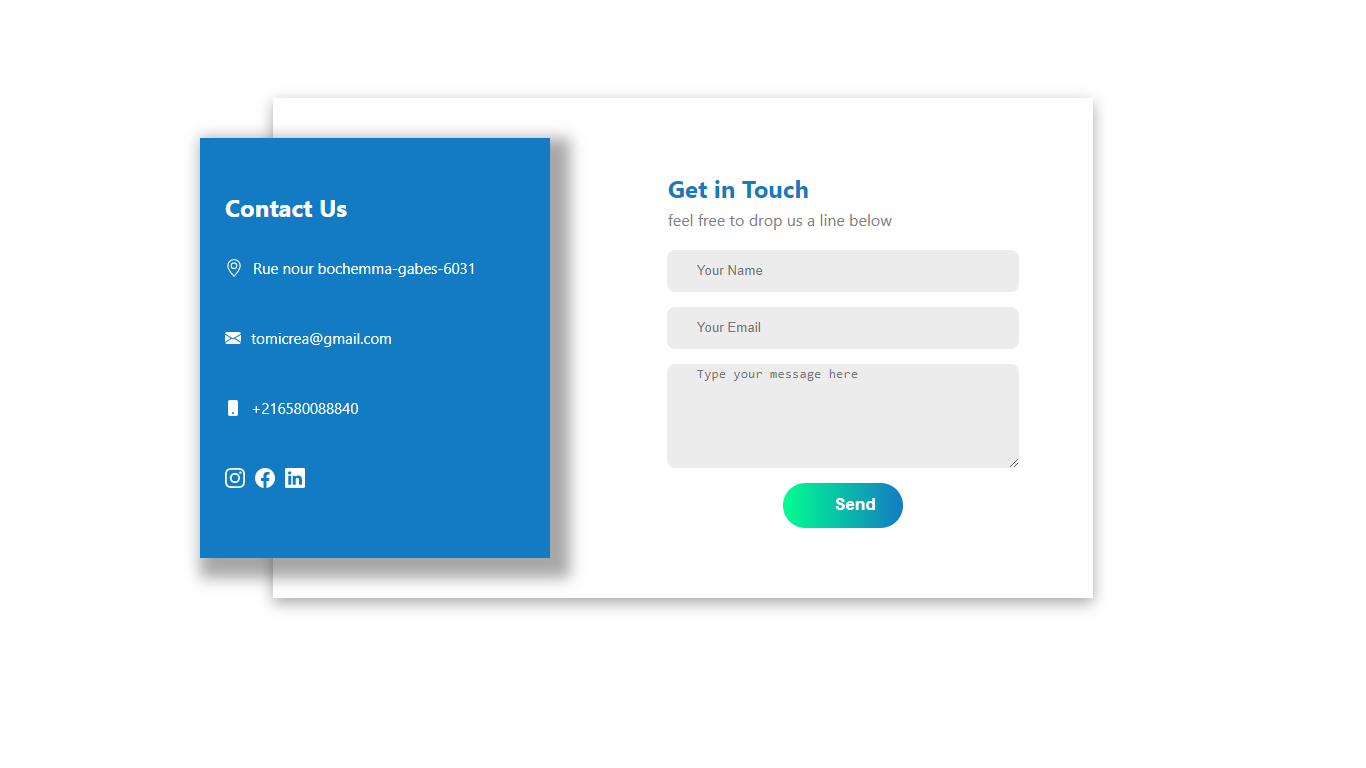 Contact Us
Rue nour bochemma-gabes-6031
tomicrea@gmail.com
+216580088840
Get in Touch
feel free to drop us a line below
Your Name
Your Email
Type your message here
Send